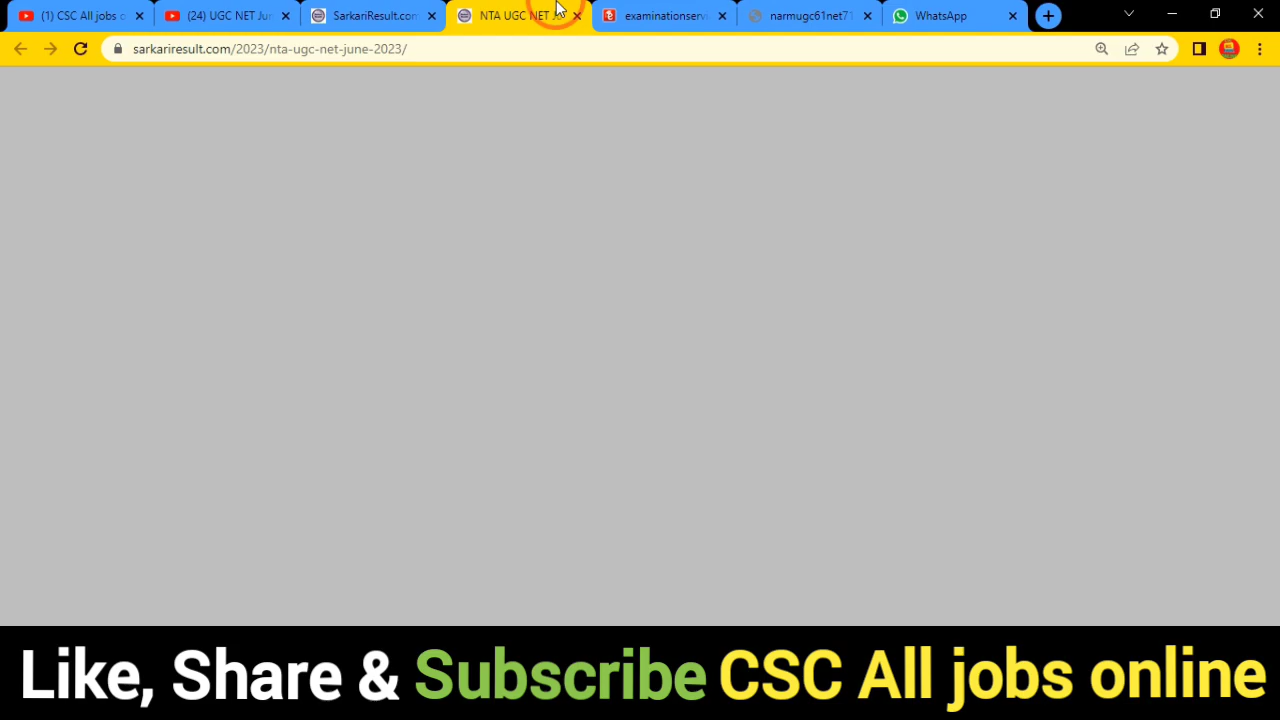 (1) CSC All jobs o
(24) UGC NET Jun
SarkariResult.com
NTA UGC NET J
examinationserv
narmugc61net71
WhatsApp
sarkariresult.com/2023/nta-ugc-net-june-2023/
Like, Share & Subscribe CSC All jobs online